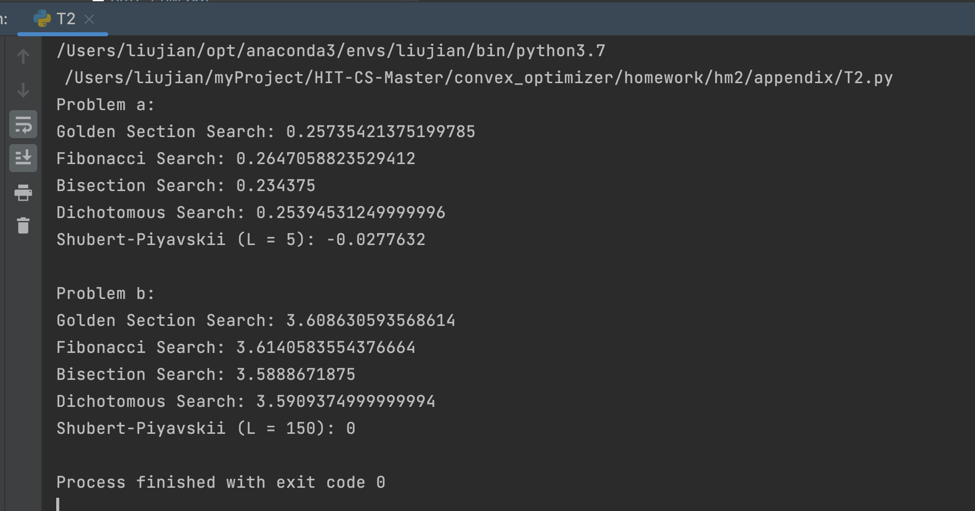 n:
T2
/Users/liujian/opt/anaconda3/envs/liujian/bin/python3.7
/Users/liujian/myProject/HIT-CS-Master/convex_optimizer/homework/hm2/appendix/T2.py
Problem a:
Golden Section Search: 0.25735421375199785
Fibonacci Search: 0.2647058823529412
Bisection Search: 0.234375
Dichotomous Search: 0.25394531249999996
Shubert-Piyavskii (L = 5): -0.0277632
Problem b:
Golden Section Search: 3.608630593568614
Fibonacci Search: 3.6140583554376664
Bisection Search: 3.5888671875
Dichotomous Search: 3.5909374999999994
Shubert-Piyavskii (L = 150): 0
Process finished with exit code 0